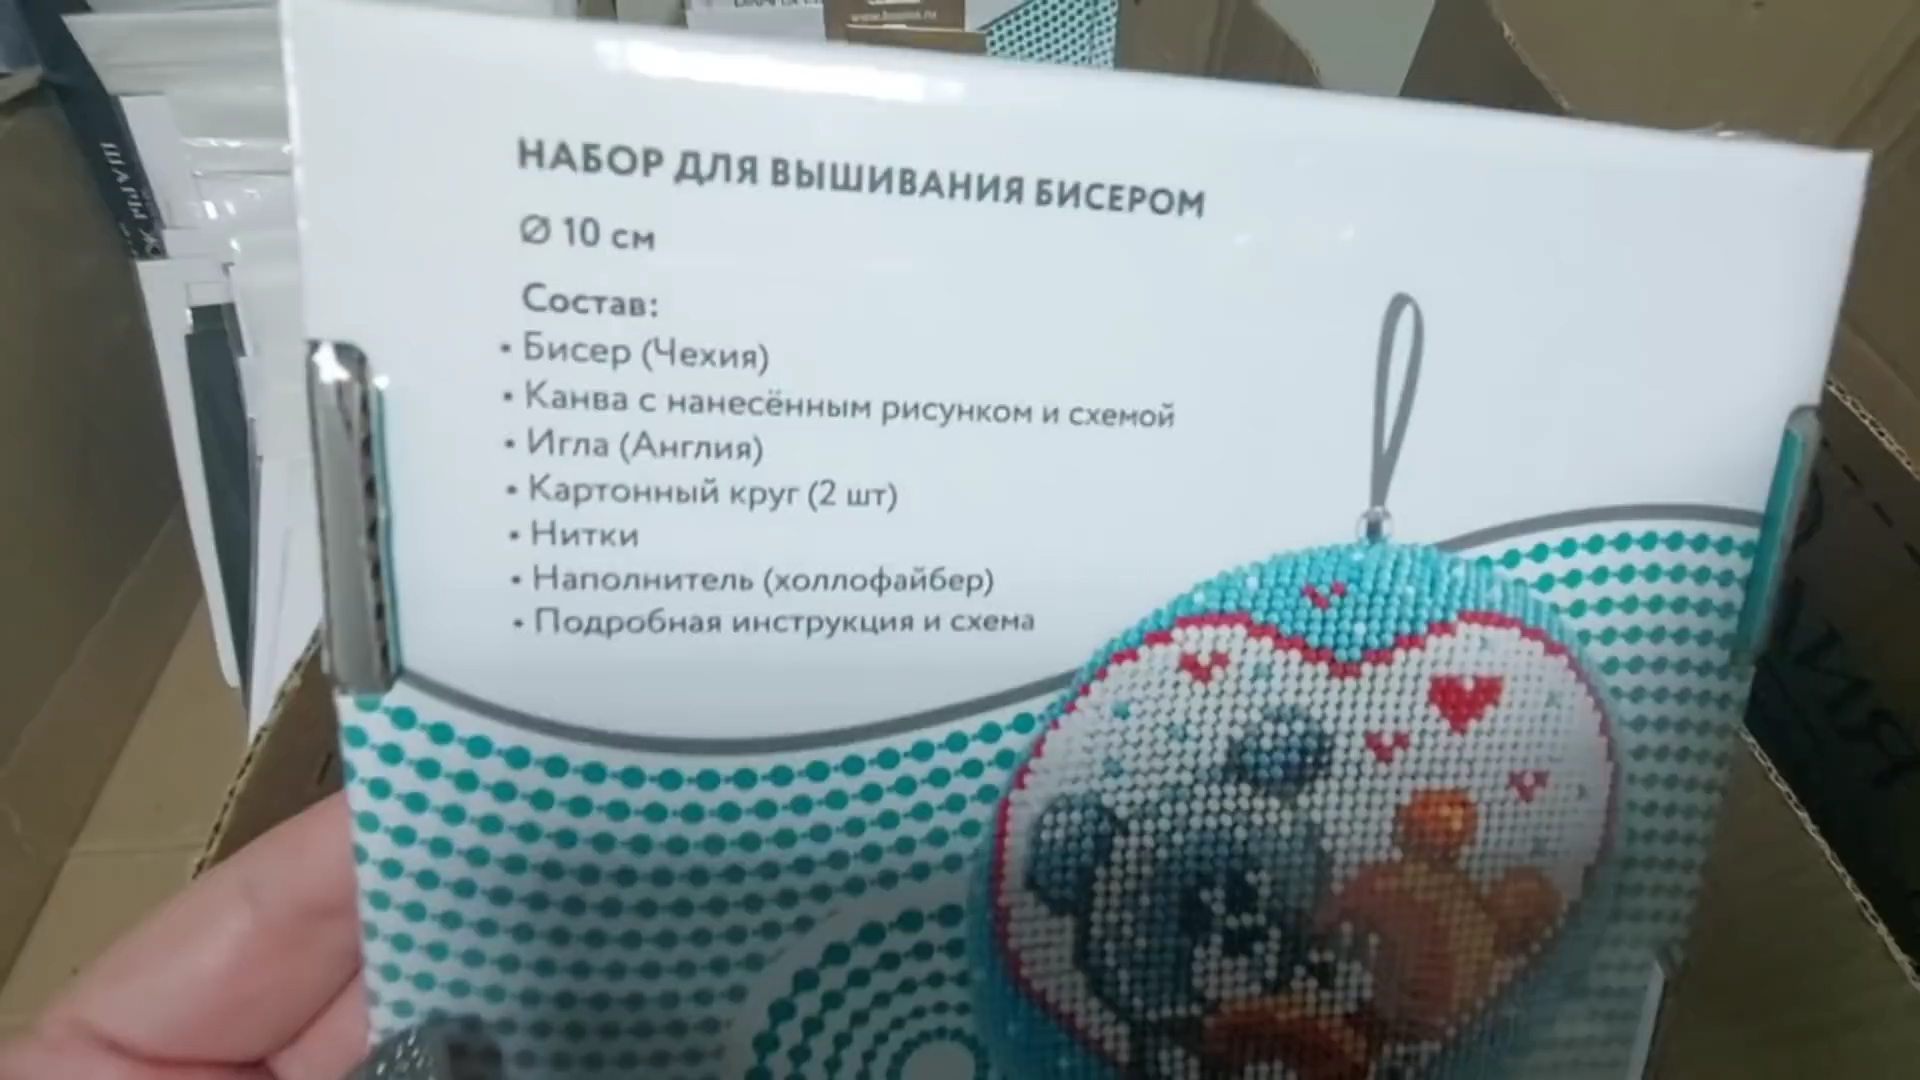 НАБОР ДЛЯ ВЫШИВАНИЯ БИСЕРОМ
Ø 10 см
Состав:
• Бисер (Чехия)
• Канва с нанесённым рисунком и схемой
• Игла (Англия)
• Картонный круг (2 шт)
• Нитки
• Наполнитель (холлофайбер)
• Подробная инструкция и схема